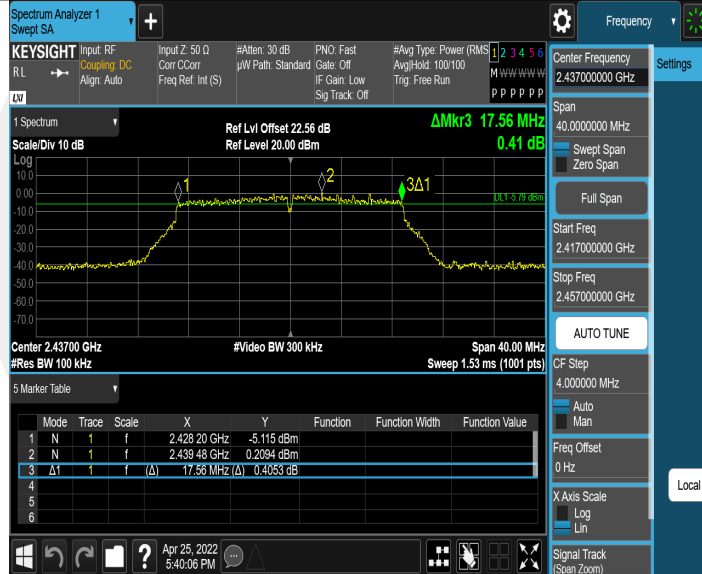 Spectrum Analyzer 1
Swept SA
Frequency
KEYSIGHT
RL
LXI
Input: RF
Coupling: DC
Align: Auto
Input Z: 50 Ω
Corr CCorr
Freq Ref: Int (S)
#Atten: 30 dB
µW Path: Standard
PNO: Fast
Gate: Off
IF Gain: Low
Sig Track: Off
#Avg Type: Power (RMS
Avg|Hold: 100/100
Trig: Free Run
1 2 3 4 5 6
M W W W W W
P P P P P P
1 Spectrum
Scale/Div 10 dB
Ref Lvl Offset 22.56 dB
Ref Level 20.00 dBm
ΔMkr3 17.56 MHz
0.41 dB
Log
10.0
0.00
-10.0
-20.0
-30.0
-40.0
-50.0
-60.0
-70.0
1
2
3Δ1
DL1 -5.79 dBm
Center 2.43700 GHz
#Res BW 100 kHz
#Video BW 300 kHz
Span 40.00 MHz
Sweep 1.53 ms (1001 pts)
5 Marker Table
Mode Trace Scale X Y Function Function Width Function Value
1 N 1 f 2.428 20 GHz -5.115 dBm
2 N 1 f 2.439 48 GHz 0.2094 dBm
3 Δ1 1 f (Δ) 17.56 MHz (Δ) 0.4053 dB
4
5
6
Apr 25, 2022
5:40:06 PM
Center Frequency
2.437000000 GHz
Span
40.0000000 MHz
Swept Span
Zero Span
Full Span
Start Freq
2.417000000 GHz
Stop Freq
2.457000000 GHz
AUTO TUNE
CF Step
4.000000 MHz
Auto
Man
Freq Offset
0 Hz
X Axis Scale
Log
Lin
Signal Track
(Span Zoom)
Settings
Local